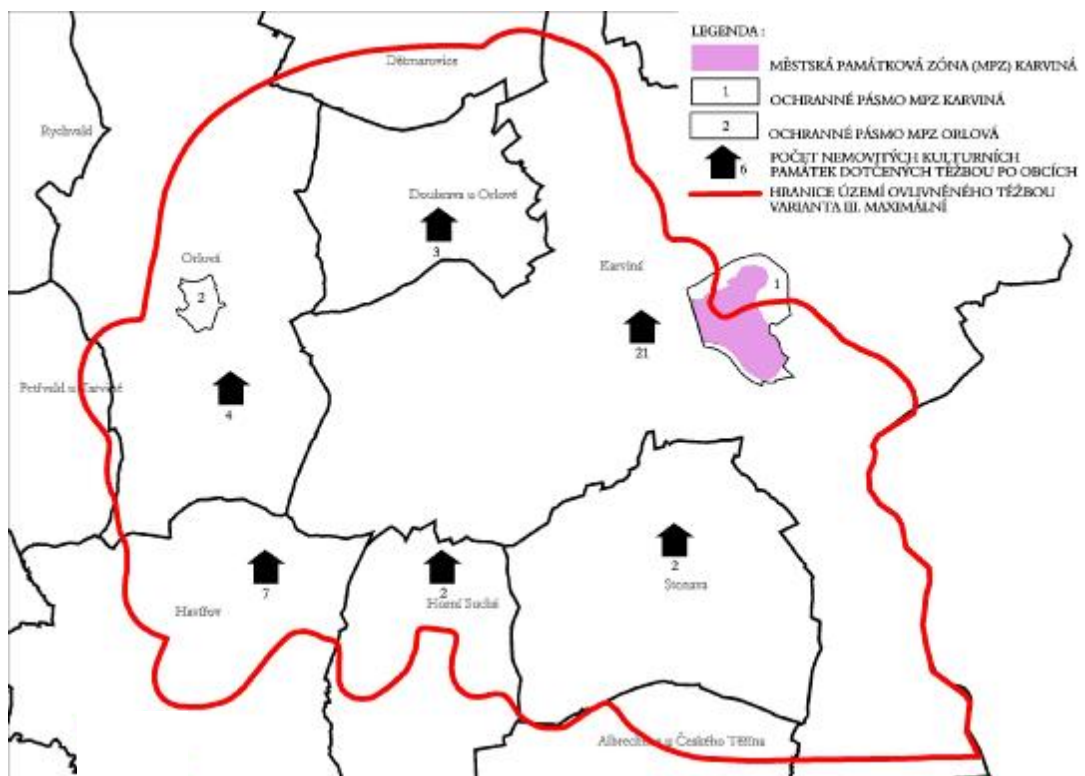 LEGENDA :
MĚSTSKÁ PAMÁTKOVÁ ZÓNA (MPZ) KARVINÁ
1 OCHRANNÉ PÁSMO MPZ KARVINÁ
2 OCHRANNÉ PÁSMO MPZ ORLOVÁ
POČET NEMOVITÝCH KULTURNÍCH
6 PAMÁTEK DOTČENÝCH TĚŽBOU PO OBCÍCH
HRANICE ÚZEMÍ OVLIVNĚNÉHO TĚŽBOU
VARIANTA III. MAXIMÁLNÍ
Dětmarovice
Rychvald
Doubrava u Orlové
3
Orlová
2
Karviná
1
21
Petřvald u Karviné
4
7
Havířov
2
Horní Suchá
2
Stonava
Albrechtice u Českého Těšína